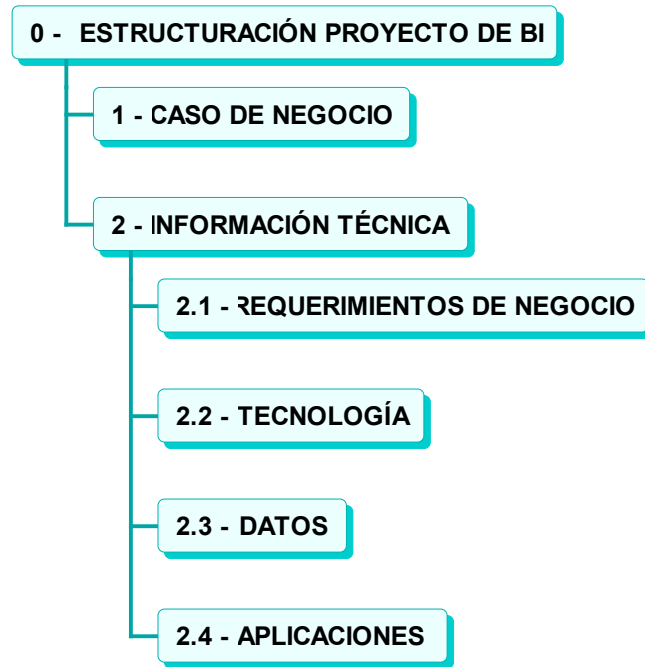 0 - ESTRUCTURACIÓN PROYECTO DE BI
1 - CASO DE NEGOCIO
2 - INFORMACIÓN TÉCNICA
2.1 - REQUERIMIENTOS DE NEGOCIO
2.2 - TECNOLOGÍA
2.3 - DATOS
2.4 - APLICACIONES